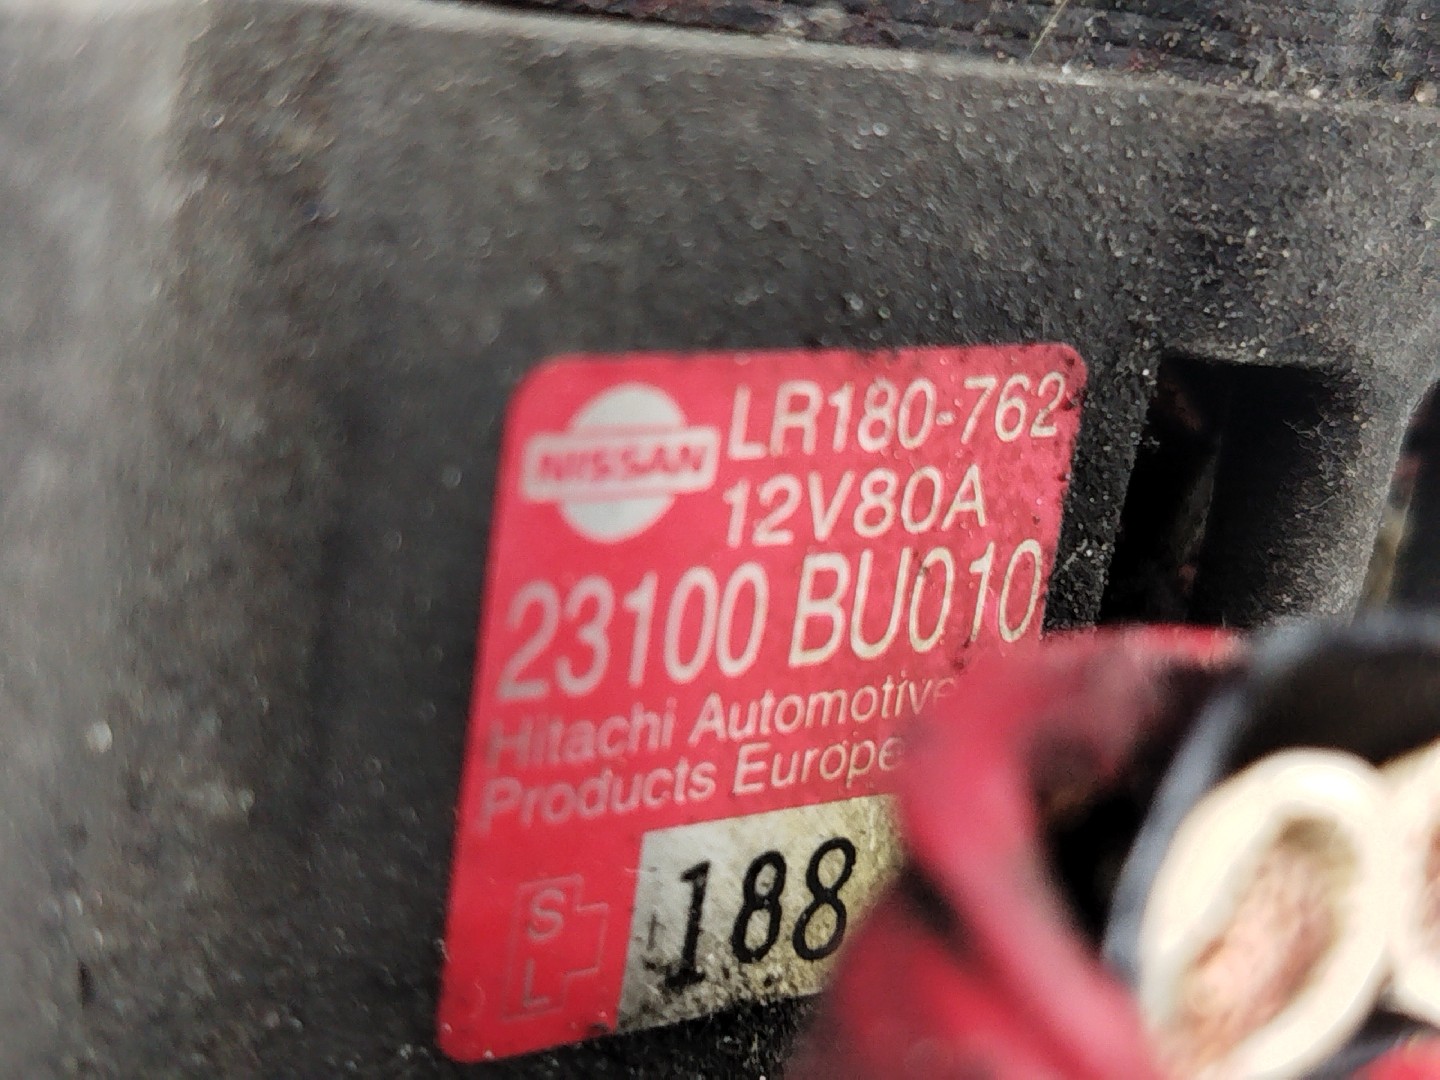 NISSAN
LR180-762
12V80A
23100 BU010
Hitachi Automotive
Products Europe
S
L
188